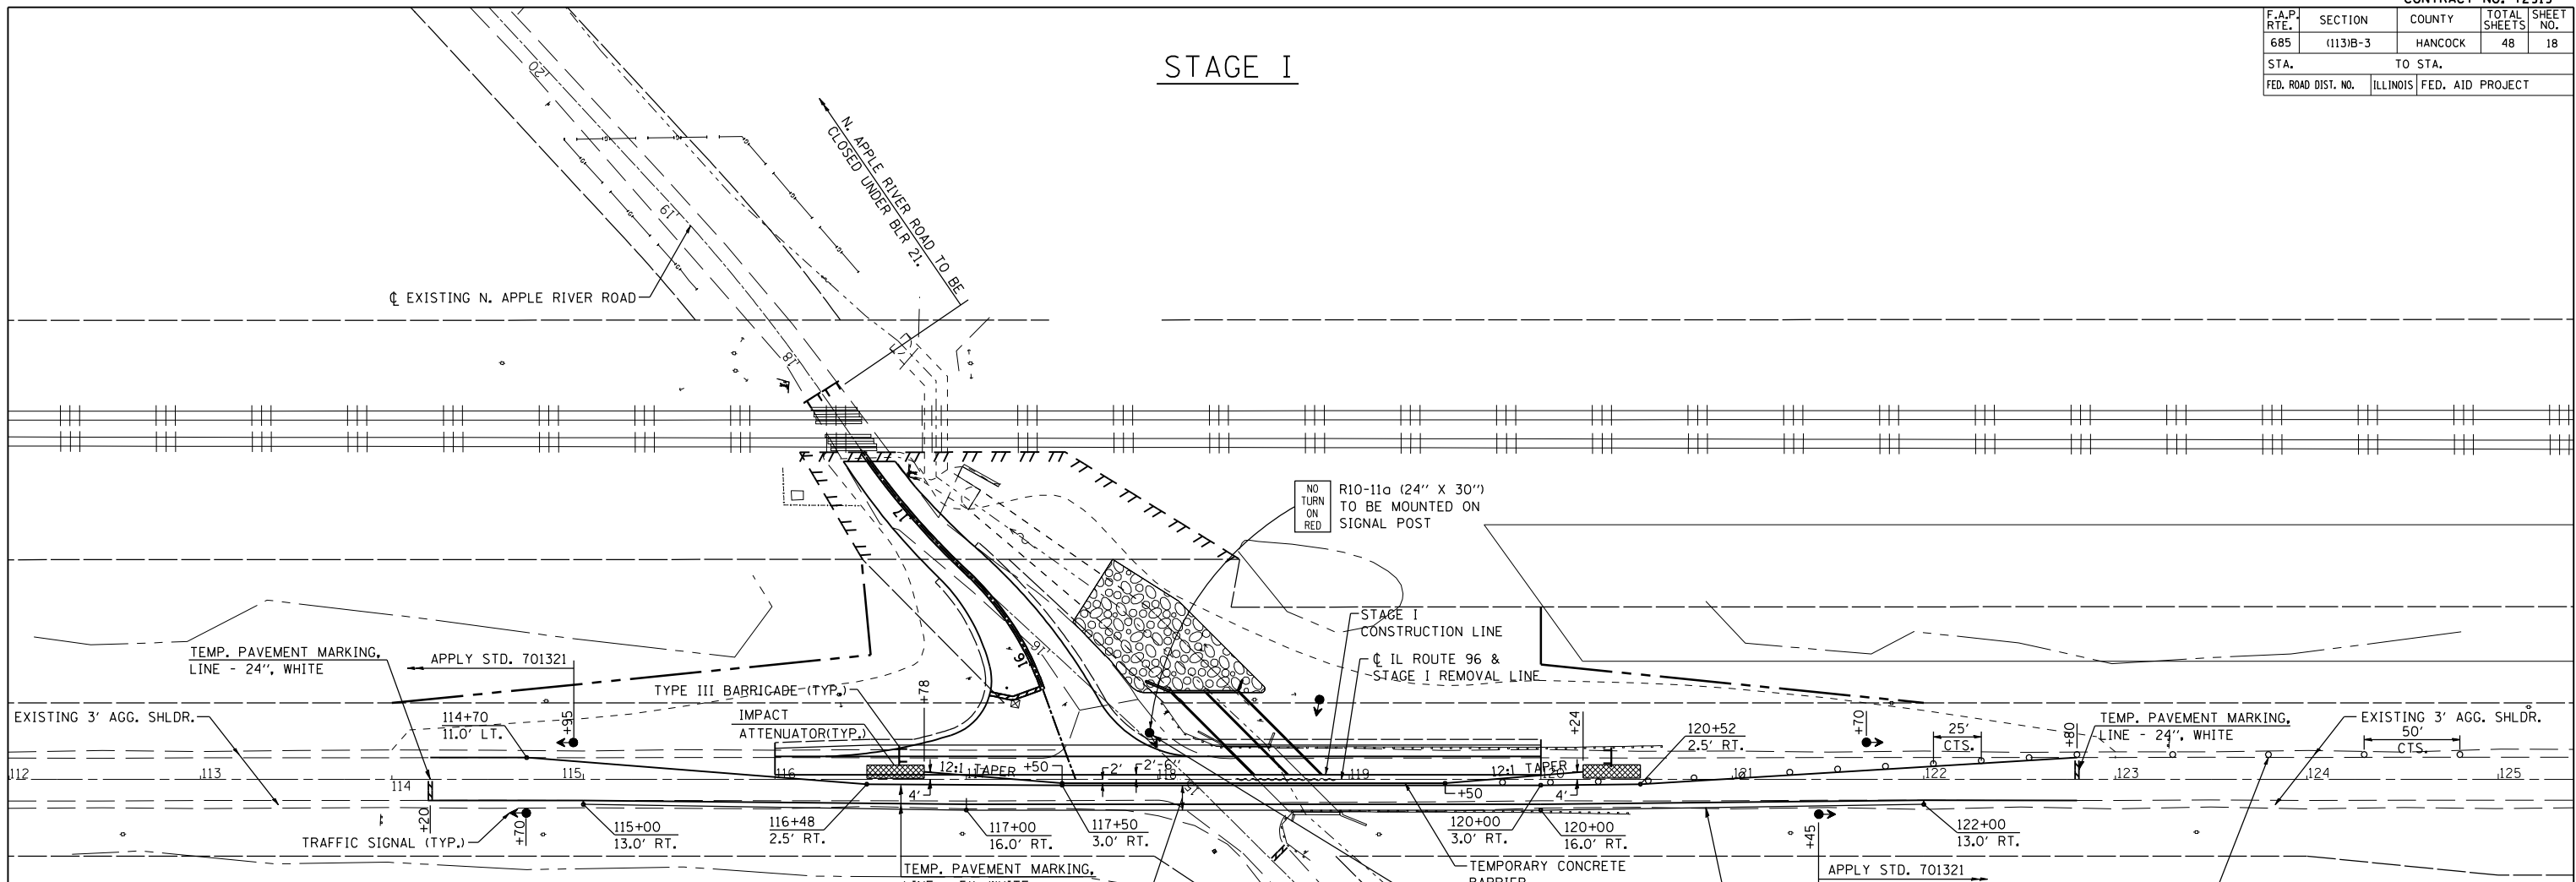 F.A.P. RTE.
SECTION
COUNTY
TOTAL SHEETS
SHEET NO.
685
(113)B-3
HANCOCK
48
18
STA.
TO STA.
FED. ROAD DIST. NO.
ILLINOIS
FED. AID PROJECT
STAGE I
20
19
18
17
16
16
N. APPLE RIVER ROAD TO BE
CLOSED UNDER BLR 21.
℄ EXISTING N. APPLE RIVER ROAD
NO
TURN
ON
RED
R10-11a (24" X 30")
TO BE MOUNTED ON
SIGNAL POST
STAGE I
CONSTRUCTION LINE
℄ IL ROUTE 96 &
STAGE I REMOVAL LINE
TEMP. PAVEMENT MARKING,
LINE - 24", WHITE
APPLY STD. 701321
TYPE III BARRICADE (TYP.)
IMPACT
ATTENUATOR(TYP.)
EXISTING 3' AGG. SHLDR.
114+70
11.0' LT.
+95
+78
+24
120+52
2.5' RT.
+70
25'
CTS.
+80
TEMP. PAVEMENT MARKING,
LINE - 24", WHITE
EXISTING 3' AGG. SHLDR.
50'
CTS.
112
113
114
115
116
117
118
119
120
121
122
123
124
125
12:1 TAPER
+50
2'
2'-6"
12:1 TAPER
4'
+50
4'
+20
TRAFFIC SIGNAL (TYP.)
+70
115+00
13.0' RT.
116+48
2.5' RT.
117+00
16.0' RT.
117+50
3.0' RT.
120+00
3.0' RT.
120+00
16.0' RT.
+45
122+00
13.0' RT.
TEMP. PAVEMENT MARKING,
TEMPORARY CONCRETE
APPLY STD. 701321